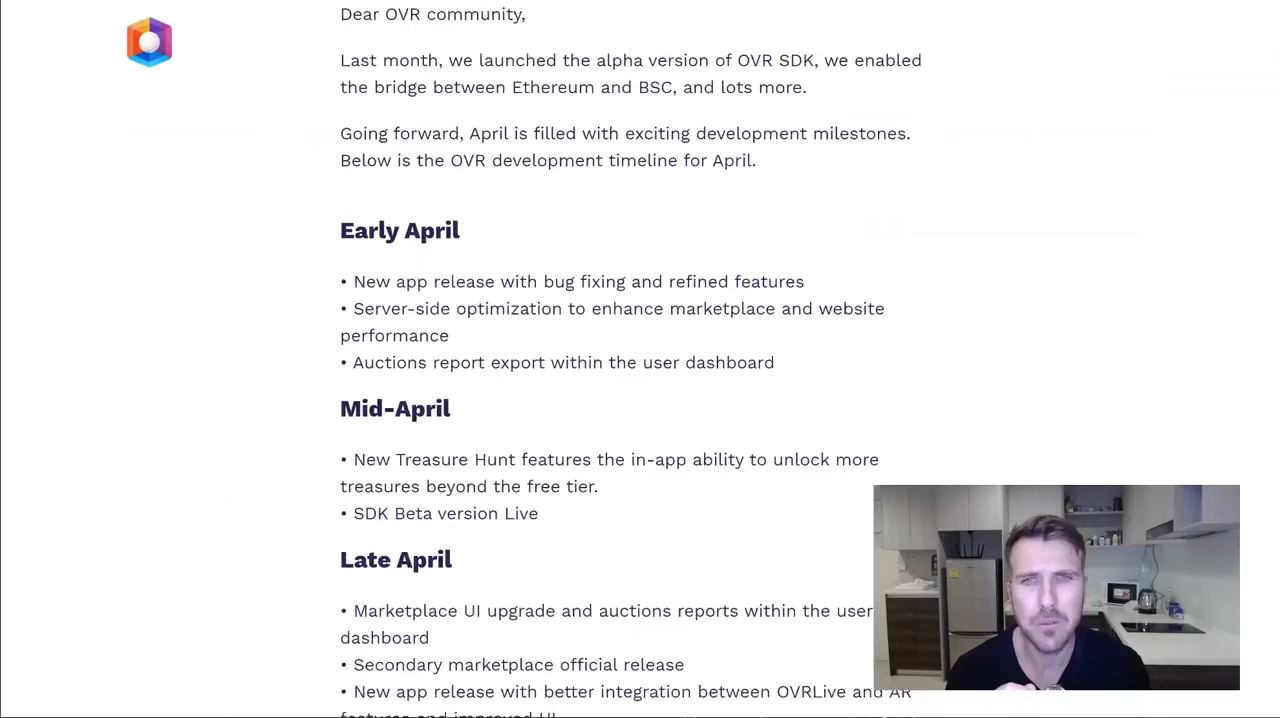 Dear OVR community,
Last month, we launched the alpha version of OVR SDK, we enabled
the bridge between Ethereum and BSC, and lots more.
Going forward, April is filled with exciting development milestones.
Below is the OVR development timeline for April.
Early April
• New app release with bug fixing and refined features
• Server-side optimization to enhance marketplace and website
performance
• Auctions report export within the user dashboard
Mid-April
• New Treasure Hunt features the in-app ability to unlock more
treasures beyond the free tier.
• SDK Beta version Live
Late April
• Marketplace UI upgrade and auctions reports within the user
dashboard
• Secondary marketplace official release
• New app release with better integration between OVRLive and AR
features and improved UI